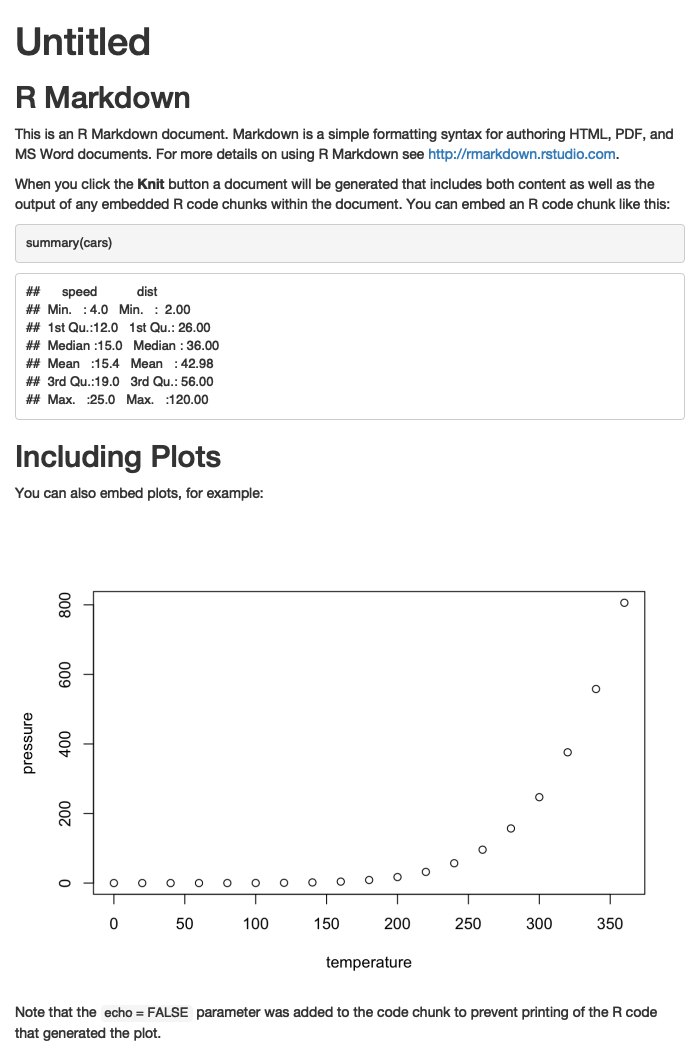 Untitled
R Markdown
This is an R Markdown document. Markdown is a simple formatting syntax for authoring HTML, PDF, and
MS Word documents. For more details on using R Markdown see http://rmarkdown.rstudio.com.
When you click the Knit button a document will be generated that includes both content as well as the
output of any embedded R code chunks within the document. You can embed an R code chunk like this:
summary(cars)
## speed dist
## Min. : 4.0 Min. : 2.00
## 1st Qu.:12.0 1st Qu.: 26.00
## Median :15.0 Median : 36.00
## Mean :15.4 Mean : 42.98
## 3rd Qu.:19.0 3rd Qu.: 56.00
## Max. :25.0 Max. :120.00
Including Plots
You can also embed plots, for example:
800
600
400
200
0
pressure
0 50 100 150 200 250 300 350
temperature
Note that the echo = FALSE parameter was added to the code chunk to prevent printing of the R code
that generated the plot.